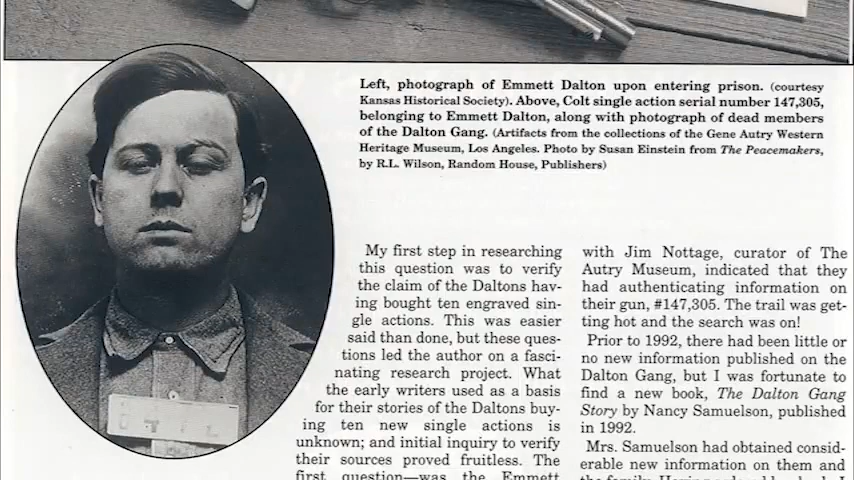 Left, photograph of Emmett Dalton upon entering prison. (courtesy
Kansas Historical Society). Above, Colt single action serial number 147,305,
belonging to Emmett Dalton, along with photograph of dead members
of the Dalton Gang. (Artifacts from the collections of the Gene Autry Western
Heritage Museum, Los Angeles. Photo by Susan Einstein from The Peacemakers,
by R.L. Wilson, Random House, Publishers)
My first step in researching
this question was to verify
the claim of the Daltons hav-
ing bought ten engraved sin-
gle actions. This was easier
said than done, but these ques-
tions led the author on a fasci-
nating research project. What
the early writers used as a basis
for their stories of the Daltons buy-
ing ten new single actions is
unknown; and initial inquiry to verify
their sources proved fruitless. The
first question—was the Emmett
with Jim Nottage, curator of The
Autry Museum, indicated that they
had authenticating information on
their gun, #147,305. The trail was get-
ting hot and the search was on!
Prior to 1992, there had been little or
no new information published on the
Dalton Gang, but I was fortunate to
find a new book, The Dalton Gang
Story by Nancy Samuelson, published
in 1992.
Mrs. Samuelson had obtained consid-
erable new information on them and
the family. Having